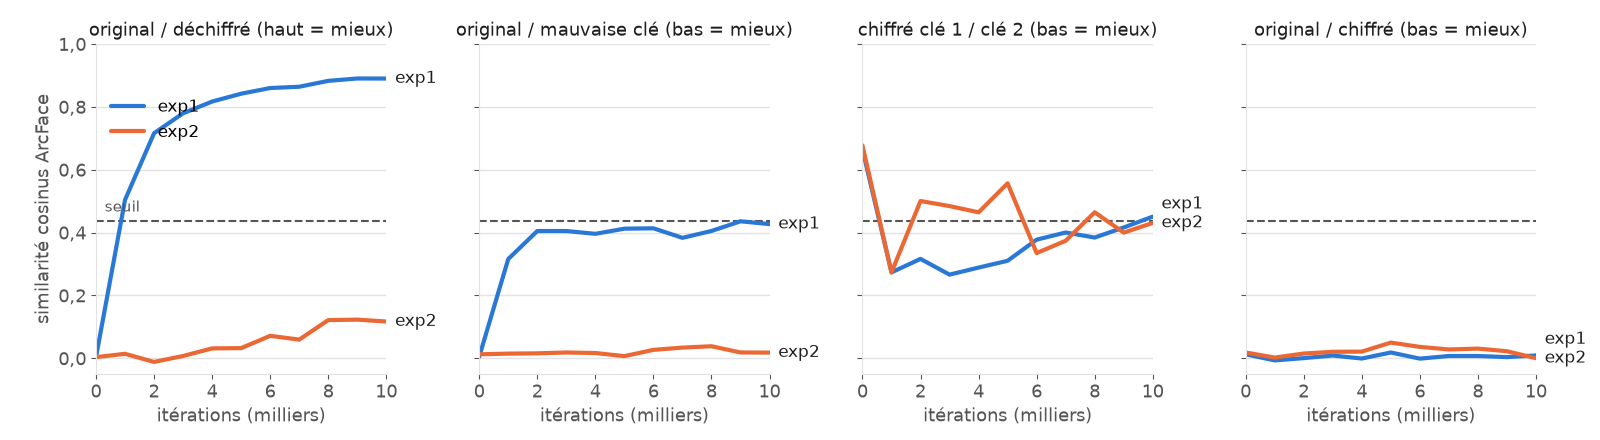 original / déchiffré (haut = mieux)
1,0
0,8
0,6
0,4
0,2
0,0
similarité cosinus ArcFace
exp1
exp2
seuil
exp1
exp2
0 2 4 6 8 10
itérations (milliers)
original / mauvaise clé (bas = mieux)
exp1
exp2
0 2 4 6 8 10
itérations (milliers)
chiffré clé 1 / clé 2 (bas = mieux)
exp1
exp2
0 2 4 6 8 10
itérations (milliers)
original / chiffré (bas = mieux)
exp1
exp2
0 2 4 6 8 10
itérations (milliers)